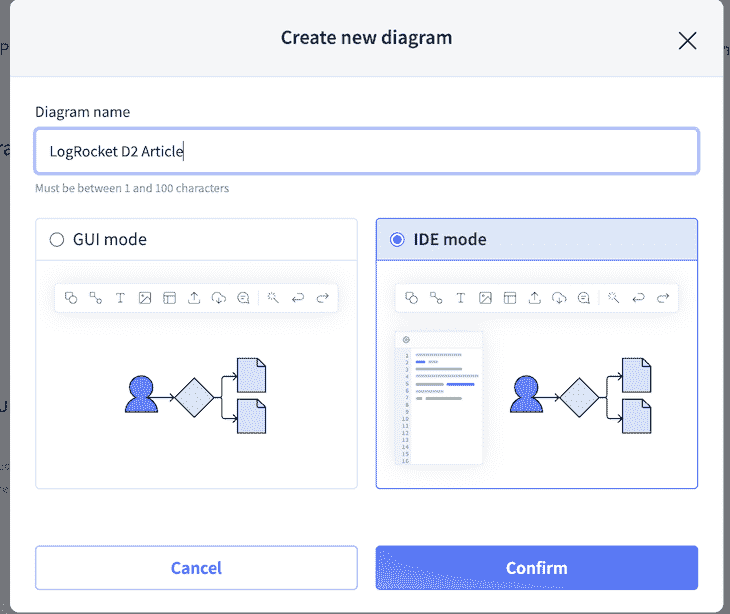 Create new diagram
Diagram name
LogRocket D2 Article
Must be between 1 and 100 characters
GUI mode
IDE mode
T
T
1
2
3
4
5
6
7
8
9
10
11
12
13
14
15
16
Cancel
Confirm